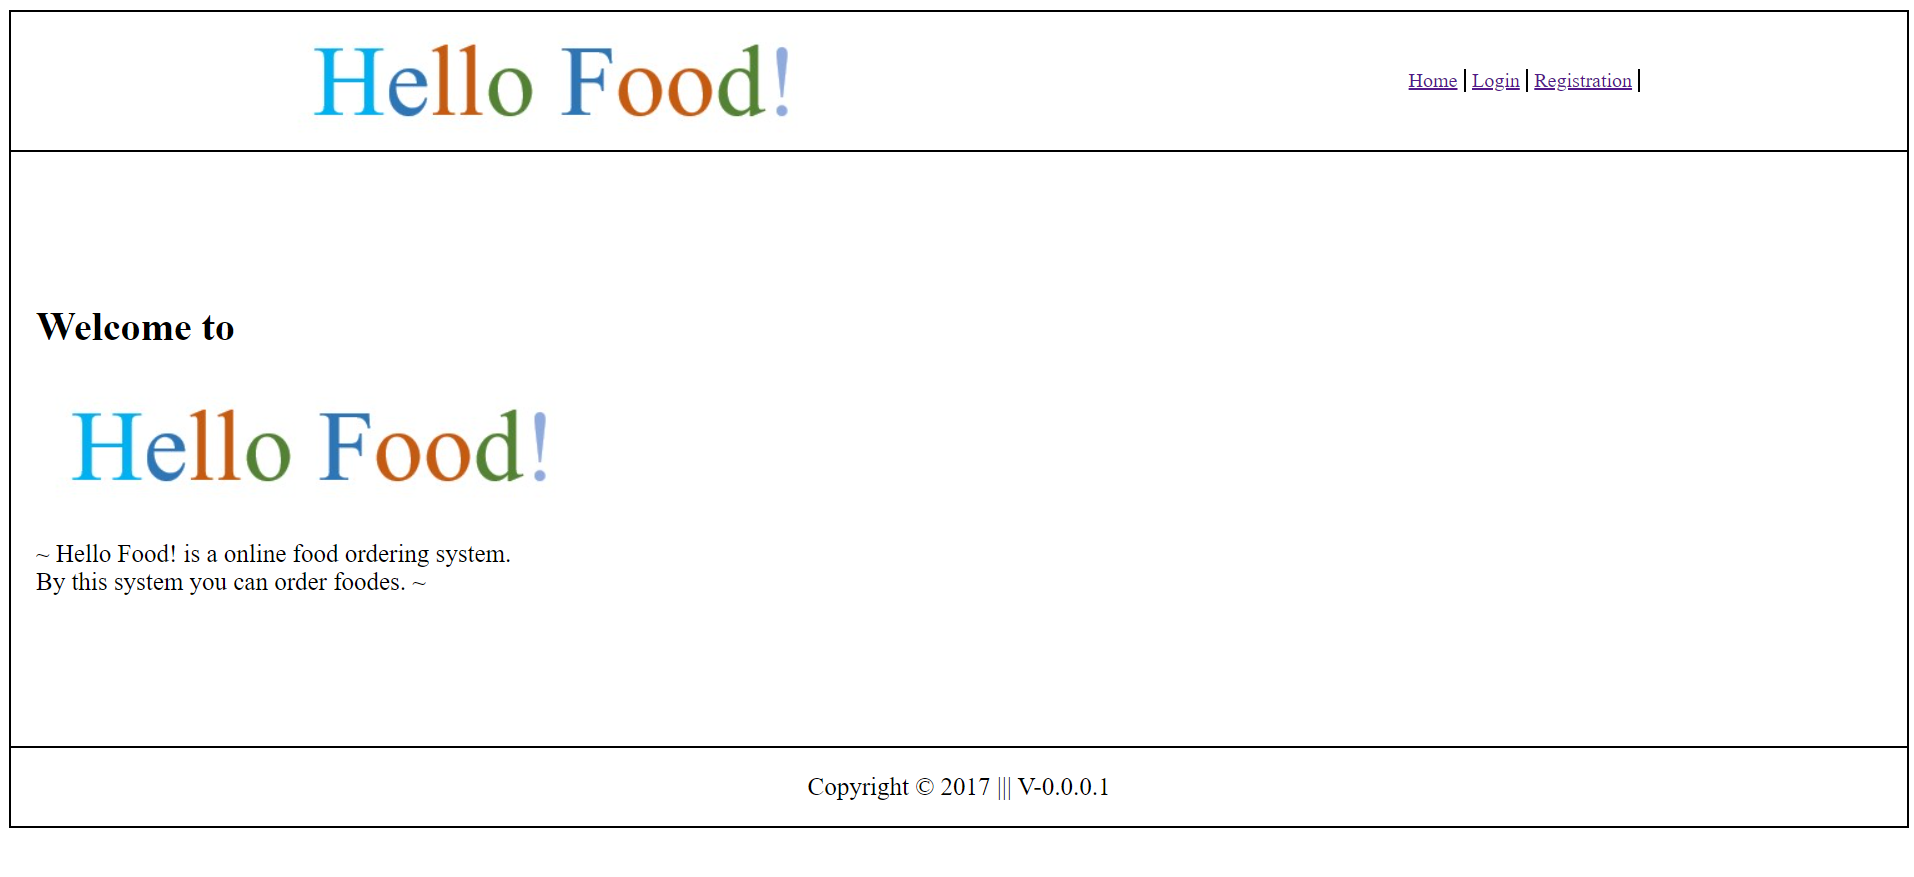 Hello Food!
Home | Login | Registration |
Welcome to
Hello Food!
~ Hello Food! is a online food ordering system.
By this system you can order foodes. ~
Copyright © 2017 ||| V-0.0.0.1